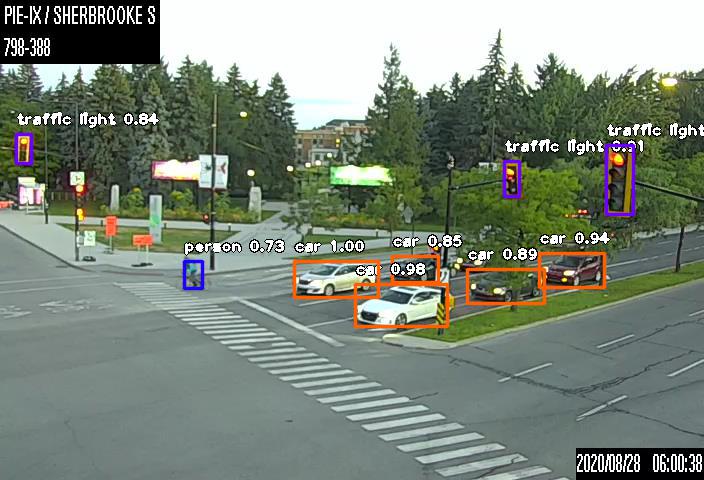 PIE-IX / SHERBROOKE S
798-388
traffic light 0.84
traffic light
traffic light 0.91
person 0.73
car 1.00
car 0.85
car 0.94
car 0.89
car 0.98
2020/08/28 06:00:38